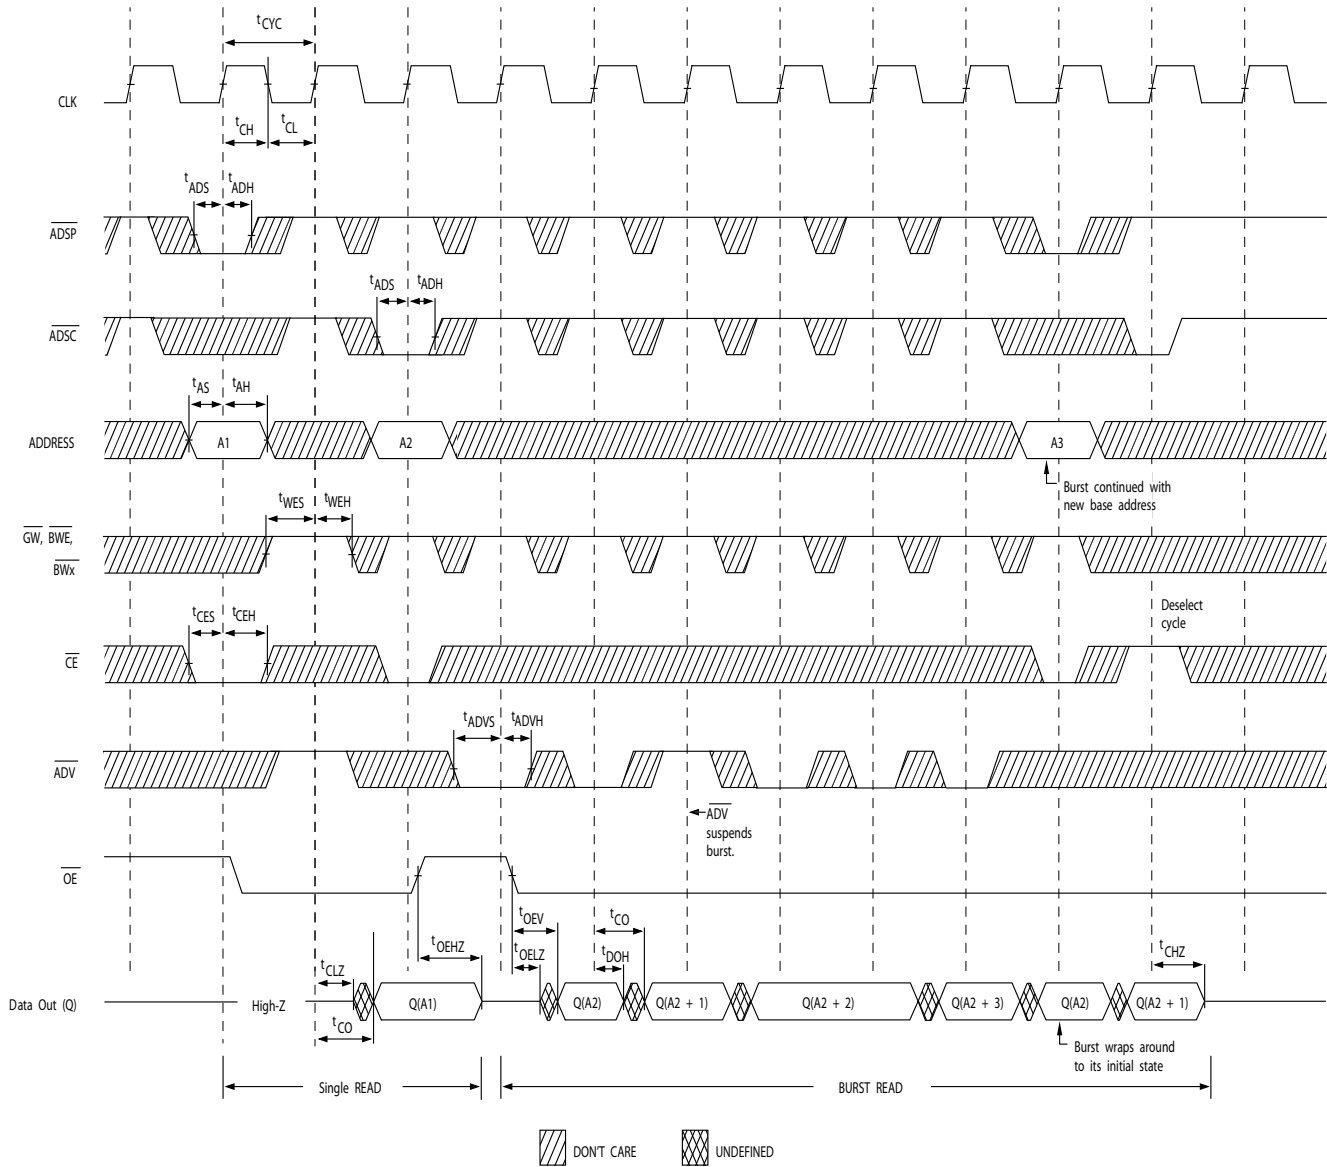 tCYC
CLK
tCH
tCL
tADS
tADH
ADSP
tADS
tADH
ADSC
tAS
tAH
ADDRESS
A1
A2
A3
Burst continued with
new base address
tWES
tWEH
GW, BWE,
BWx
tCES
tCEH
Deselect
cycle
CE
tADVS
tADVH
ADV
ADV
suspends
burst.
OE
tOEV
tCO
tOEHZ
tOELZ
tDOH
tCHZ
tCLZ
Data Out (Q)
High-Z
Q(A1)
Q(A2)
Q(A2 + 1)
Q(A2 + 2)
Q(A2 + 3)
Q(A2)
Q(A2 + 1)
tCO
Burst wraps around
to its initial state
Single READ
BURST READ
DON'T CARE
UNDEFINED